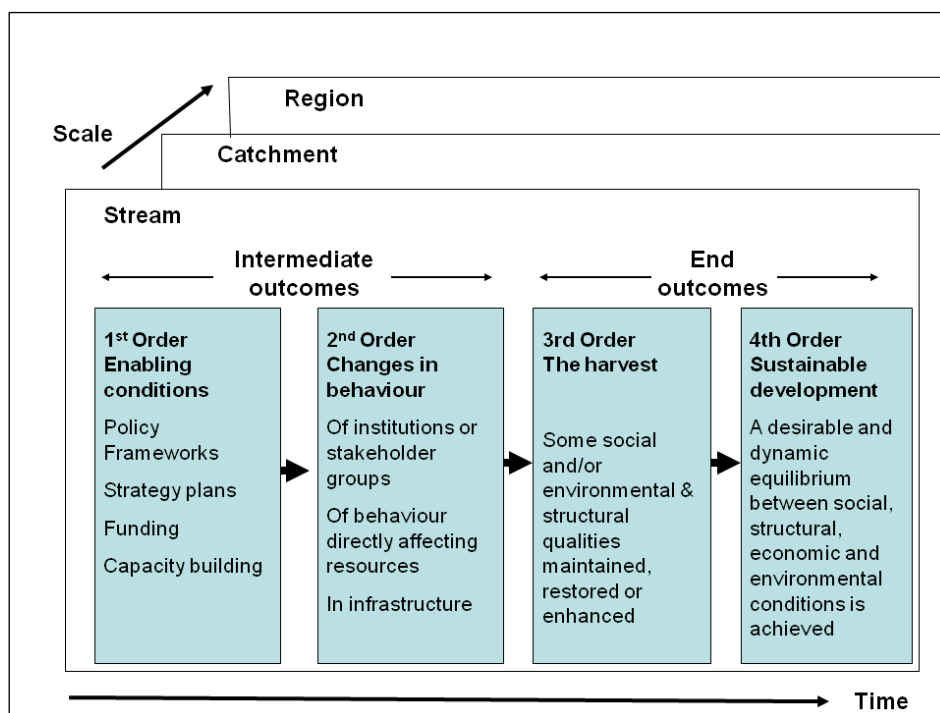 Region
Scale
Catchment
Stream
Intermediate
outcomes
End
outcomes
1st Order
Enabling
conditions
Policy
Frameworks
Strategy plans
Funding
Capacity building
2nd Order
Changes in
behaviour
Of institutions or
stakeholder
groups
Of behaviour
directly affecting
resources
In infrastructure
3rd Order
The harvest
Some social
and/or
environmental &
structural
qualities
maintained,
restored or
enhanced
4th Order
Sustainable
development
A desirable and
dynamic
equilibrium
between social,
structural,
economic and
environmental
conditions is
achieved
Time